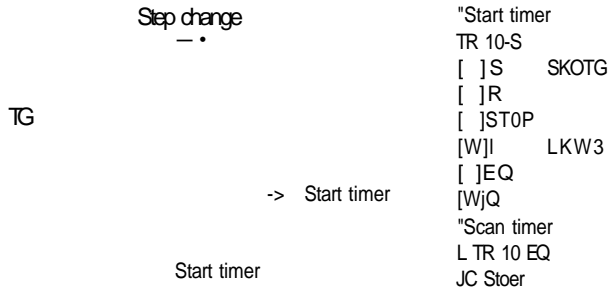 Step change
— •
TG
-> Start timer
Start timer
"Start timer
TR 10-S
[ ] S SKOTG
[ ] R
[ ]ST0P
[W]I LKW3
[ ]EQ
[WjQ
"Scan timer
L TR 10 EQ
JC Stoer